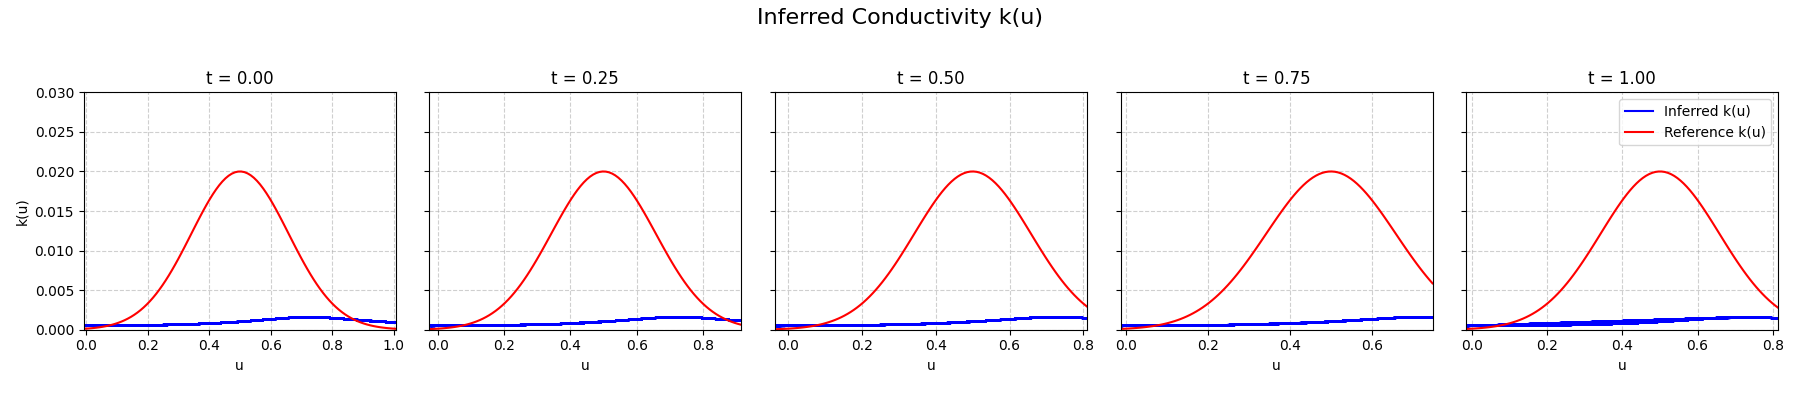 Inferred Conductivity k(u)
t = 0.00
t = 0.25
t = 0.50
t = 0.75
t = 1.00
k(u)
0.030
0.025
0.020
0.015
0.010
0.005
0.000
Inferred k(u)
Reference k(u)
0.0 0.2 0.4 0.6 0.8 1.0
0.0 0.2 0.4 0.6 0.8
0.0 0.2 0.4 0.6 0.8
0.0 0.2 0.4 0.6
0.0 0.2 0.4 0.6 0.8
u
u
u
u
u